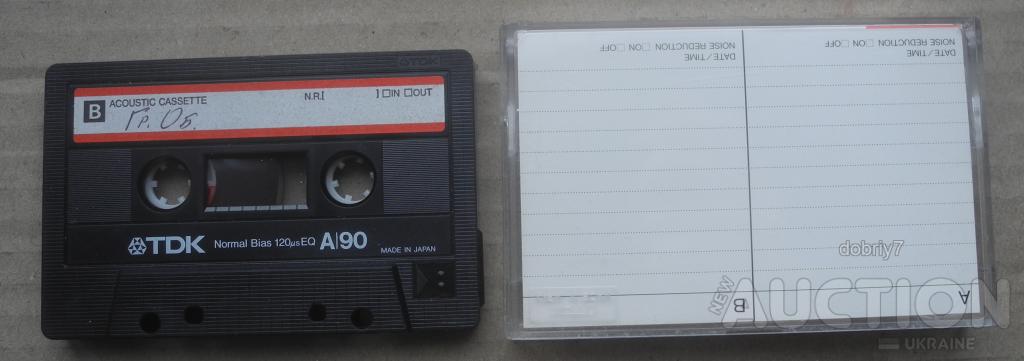 TDK
B ACOUSTIC CASSETTE N.R.[ ] □IN □OUT
Гр. Об.
TDK Normal Bias 120μs EQ A/90
MADE IN JAPAN
NOISE REDUCTION □ON □OFF
DATE/TIME
NOISE REDUCTION □ON □OFF
DATE/TIME
B
A
dobriy7
NEW AUCTION
UKRAINE